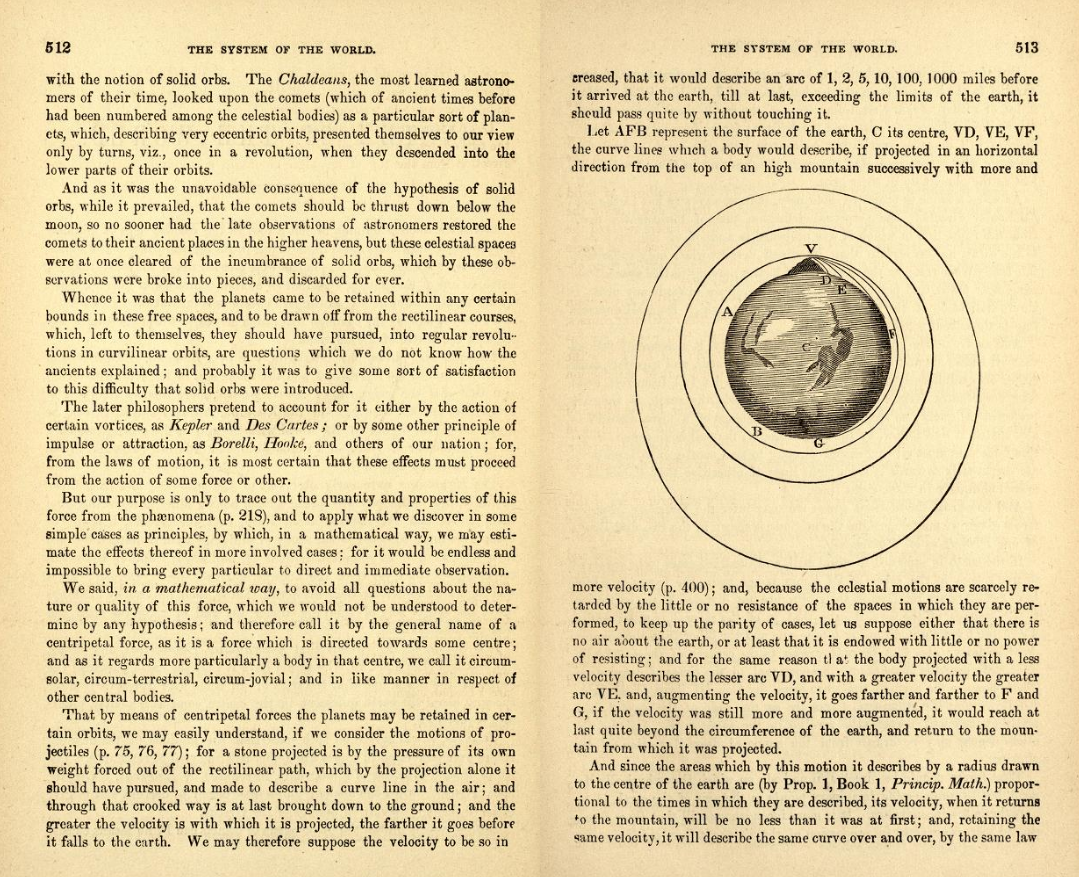 512
THE SYSTEM OF THE WORLD.
with the notion of solid orbs. The Chaldeans, the most learned astrono-
mers of their time, looked upon the comets (which of ancient times before
had been numbered among the celestial bodies) as a particular sort of plan-
ets, which, describing very eccentric orbits, presented themselves to our view
only by turns, viz., once in a revolution, when they descended into the
lower parts of their orbits.
And as it was the unavoidable consequence of the hypothesis of solid
orbs, while it prevailed, that the comets should be thrust down below the
moon, so no sooner had the late observations of astronomers restored the
comets to their ancient places in the higher heavens, but these celestial spaces
were at once cleared of the incumbrance of solid orbs, which by these ob-
servations were broke into pieces, and discarded for ever.
Whence it was that the planets came to be retained within any certain
bounds in these free spaces, and to be drawn off from the rectilinear courses,
which, left to themselves, they should have pursued, into regular revolu-
tions in curvilinear orbits, are questions which we do not know how the
ancients explained; and probably it was to give some sort of satisfaction
to this difficulty that solid orbs were introduced.
The later philosophers pretend to account for it either by the action of
certain vortices, as Kepler and Des Cartes; or by some other principle of
impulse or attraction, as Borelli, Hooke, and others of our nation; for,
from the laws of motion, it is most certain that these effects must proceed
from the action of some force or other.
But our purpose is only to trace out the quantity and properties of this
force from the phænomena (p. 218), and to apply what we discover in some
simple cases as principles, by which, in a mathematical way, we may esti-
mate the effects thereof in more involved cases: for it would be endless and
impossible to bring every particular to direct and immediate observation.
We said, in a mathematical way, to avoid all questions about the na-
ture or quality of this force, which we would not be understood to deter-
mine by any hypothesis; and therefore call it by the general name of a
centripetal force, as it is a force which is directed towards some centre;
and as it regards more particularly a body in that centre, we call it circum-
solar, circum-terrestrial, circum-jovial; and in like manner in respect of
other central bodies.
That by means of centripetal forces the planets may be retained in cer-
tain orbits, we may easily understand, if we consider the motions of pro-
jectiles (p. 75, 76, 77); for a stone projected is by the pressure of its own
weight forced out of the rectilinear path, which by the projection alone it
should have pursued, and made to describe a curve line in the air; and
through that crooked way is at last brought down to the ground; and the
greater the velocity is with which it is projected, the farther it goes before
it falls to the earth. We may therefore suppose the velocity to be so in
THE SYSTEM OF THE WORLD.
513
creased, that it would describe an arc of 1, 2, 5, 10, 100, 1000 miles before
it arrived at the earth, till at last, exceeding the limits of the earth, it
should pass quite by without touching it.
Let AFB represent the surface of the earth, C its centre, VD, VE, VF,
the curve lines which a body would describe, if projected in an horizontal
direction from the top of an high mountain successively with more and
V
D
E
A
F
C
B
G
more velocity (p. 400); and, because the celestial motions are scarcely re-
tarded by the little or no resistance of the spaces in which they are per-
formed, to keep up the parity of cases, let us suppose either that there is
no air about the earth, or at least that it is endowed with little or no power
of resisting; and for the same reason that the body projected with a less
velocity describes the lesser arc VD, and with a greater velocity the greater
arc VE. and, augmenting the velocity, it goes farther and farther to F and
G, if the velocity was still more and more augmented, it would reach at
last quite beyond the circumference of the earth, and return to the moun-
tain from which it was projected.
And since the areas which by this motion it describes by a radius drawn
to the centre of the earth are (by Prop. 1, Book 1, Princip. Math.) propor-
tional to the times in which they are described, its velocity, when it returns
to the mountain, will be no less than it was at first; and, retaining the
same velocity, it will describe the same curve over and over, by the same law